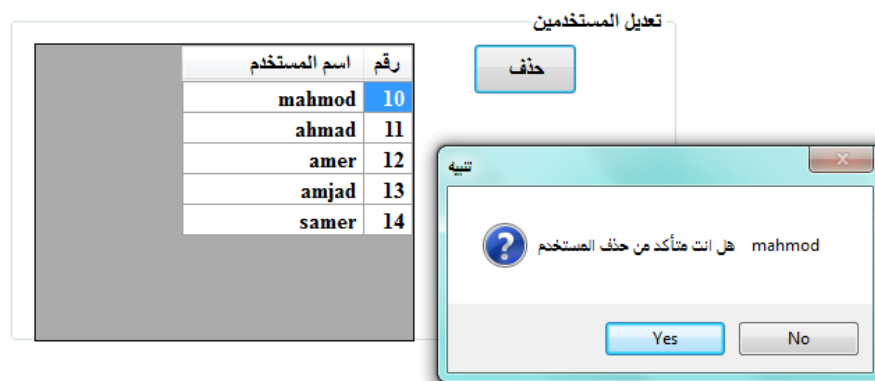 تعديل المستخدمين
حذف
رقم اسم المستخدم
10 mahmod
11 ahmad
12 amer
13 amjad
14 samer
تنبيه
هل انت متأكد من حذف المستخدم mahmod
Yes No